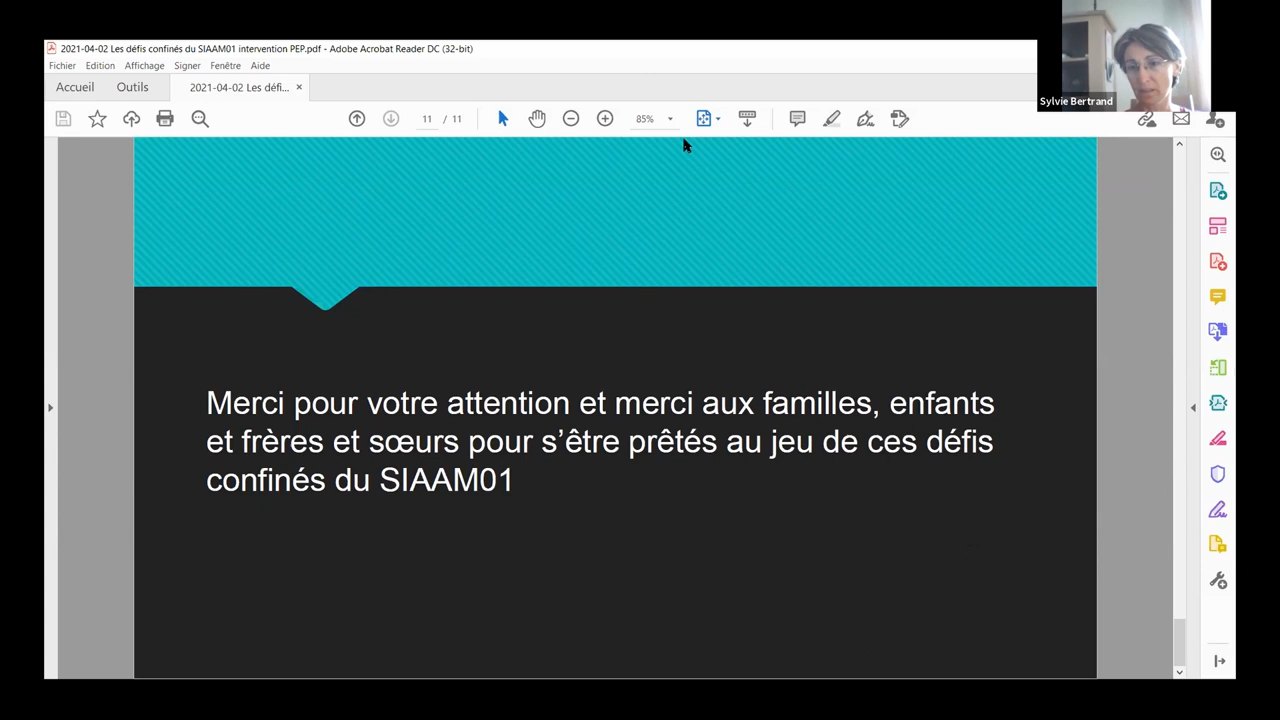 2021-04-02 Les défis confinés du SIAAM01 intervention PEP.pdf - Adobe Acrobat Reader DC (32-bit)
Fichier Edition Affichage Signer Fenêtre Aide
Accueil Outils 2021-04-02 Les défi... ×
Sylvie Bertrand
11 / 11 85%
Merci pour votre attention et merci aux familles, enfants
et frères et sœurs pour s’être prêtés au jeu de ces défis
confinés du SIAAM01